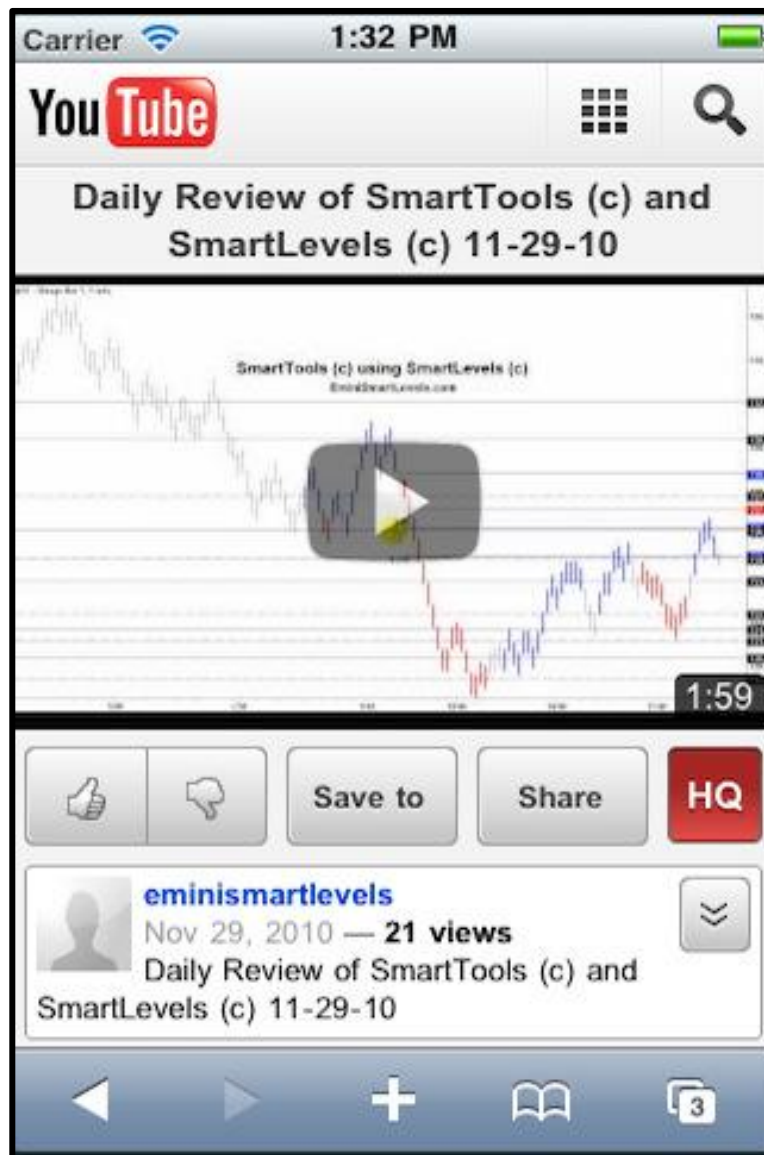 Carrier 1:32 PM
YouTube
Daily Review of SmartTools (c) and
SmartLevels (c) 11-29-10
SmartTools (c) using SmartLevels (c)
EminiSmartLevels.com
1:59
Save to Share HQ
eminismartlevels
Nov 29, 2010 — 21 views
Daily Review of SmartTools (c) and
SmartLevels (c) 11-29-10
3